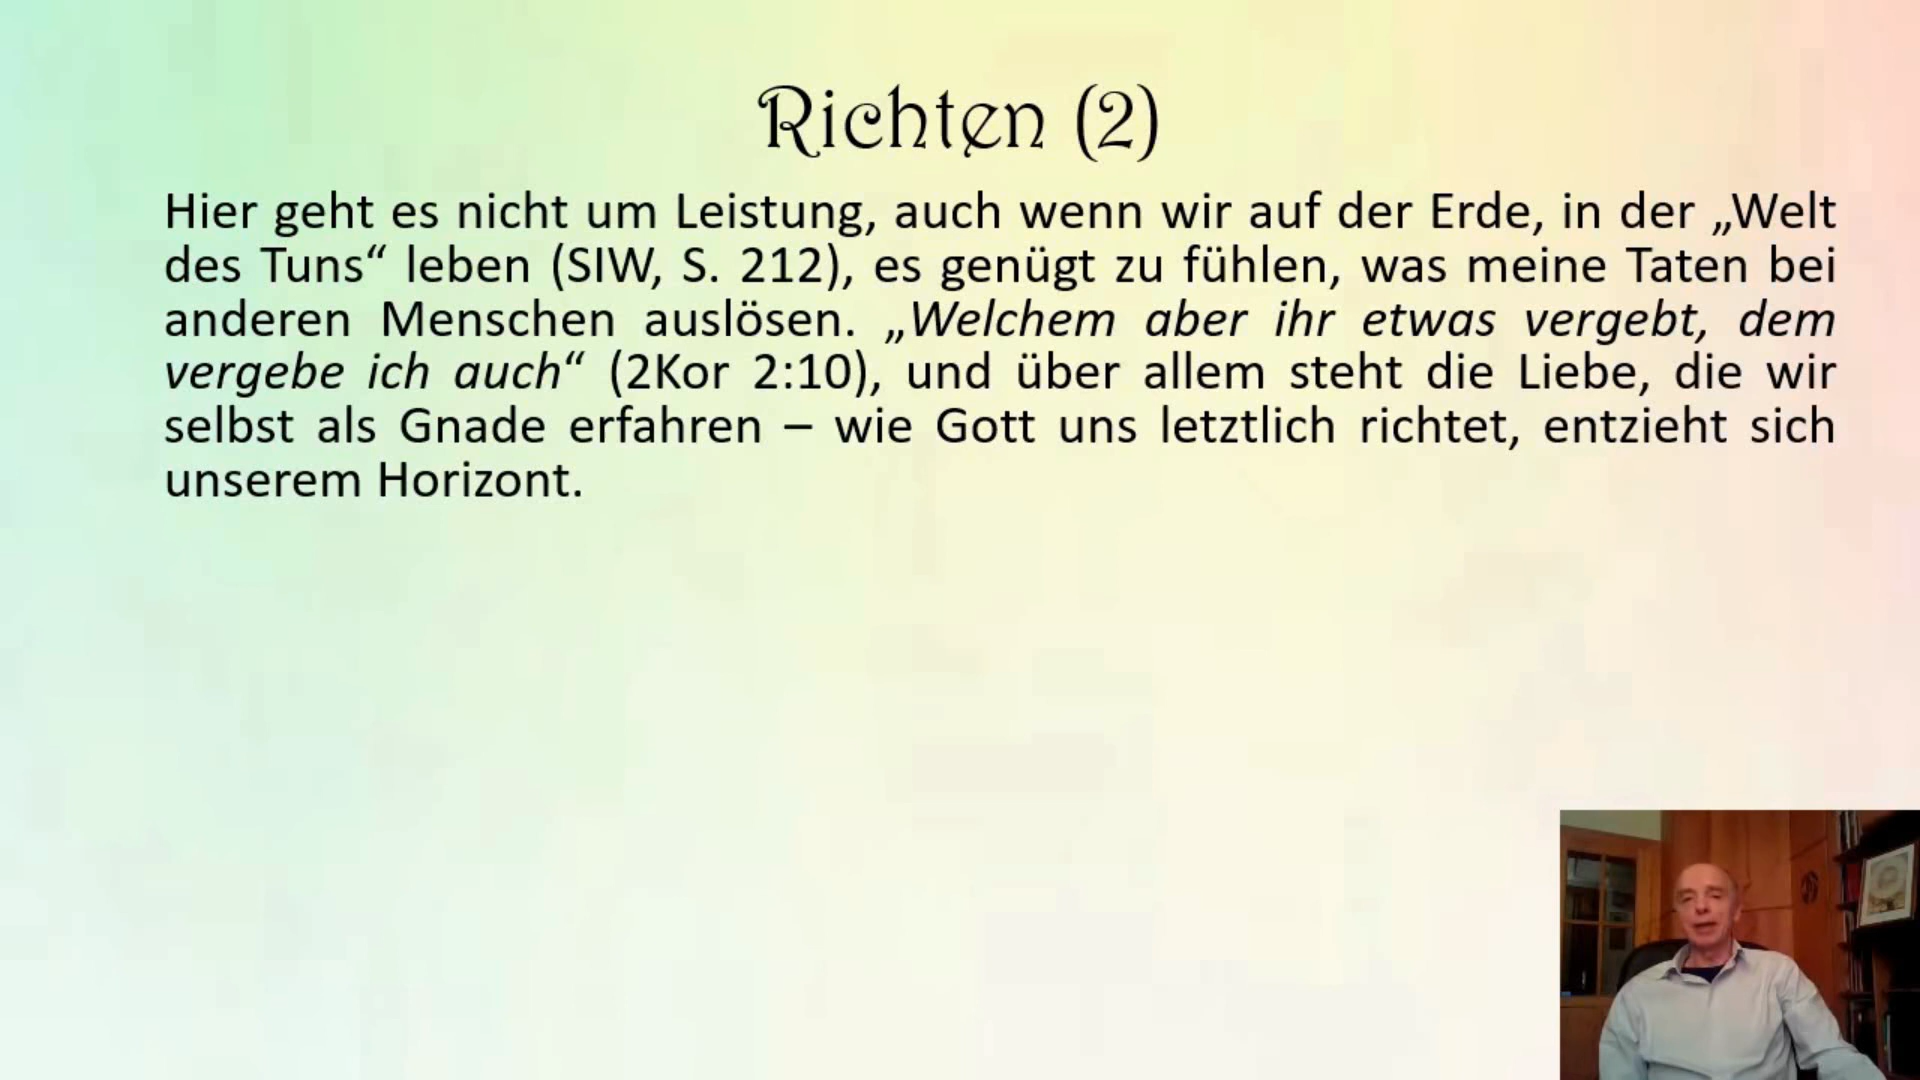 Richten (2)
Hier geht es nicht um Leistung, auch wenn wir auf der Erde, in der „Welt
des Tuns“ leben (SIW, S. 212), es genügt zu fühlen, was meine Taten bei
anderen Menschen auslösen. „Welchem aber ihr etwas vergebt, dem
vergebe ich auch“ (2Kor 2:10), und über allem steht die Liebe, die wir
selbst als Gnade erfahren – wie Gott uns letztlich richtet, entzieht sich
unserem Horizont.